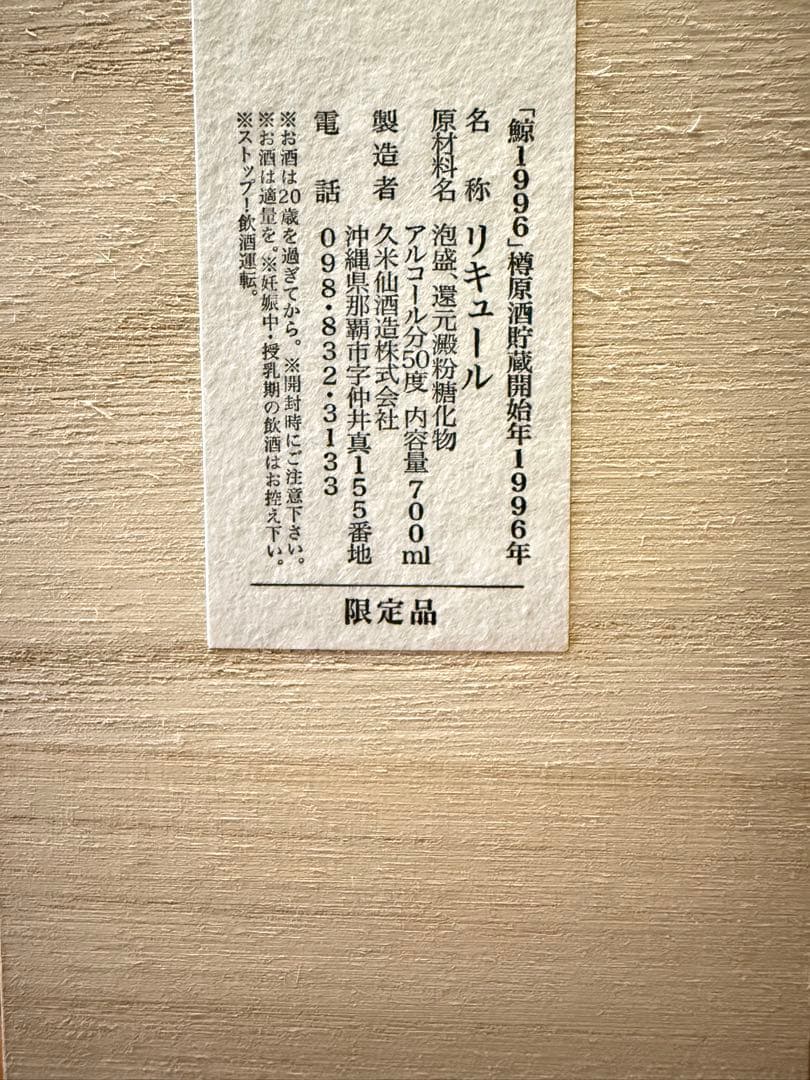 「鯨1996」樽原酒貯蔵開始年1996年
名称 リキュール
原材料名 泡盛、還元澱粉糖化物
アルコール分50度 内容量700ml
製造者 久米仙酒造株式会社
沖縄県那覇市字仲井真155番地
電話 098・832・3133
※お酒は20歳を過ぎてから。※開封時にご注意下さい。
※お酒は適量を。※妊娠中・授乳期の飲酒はお控え下い。
※ストップ!飲酒運転。
限定品